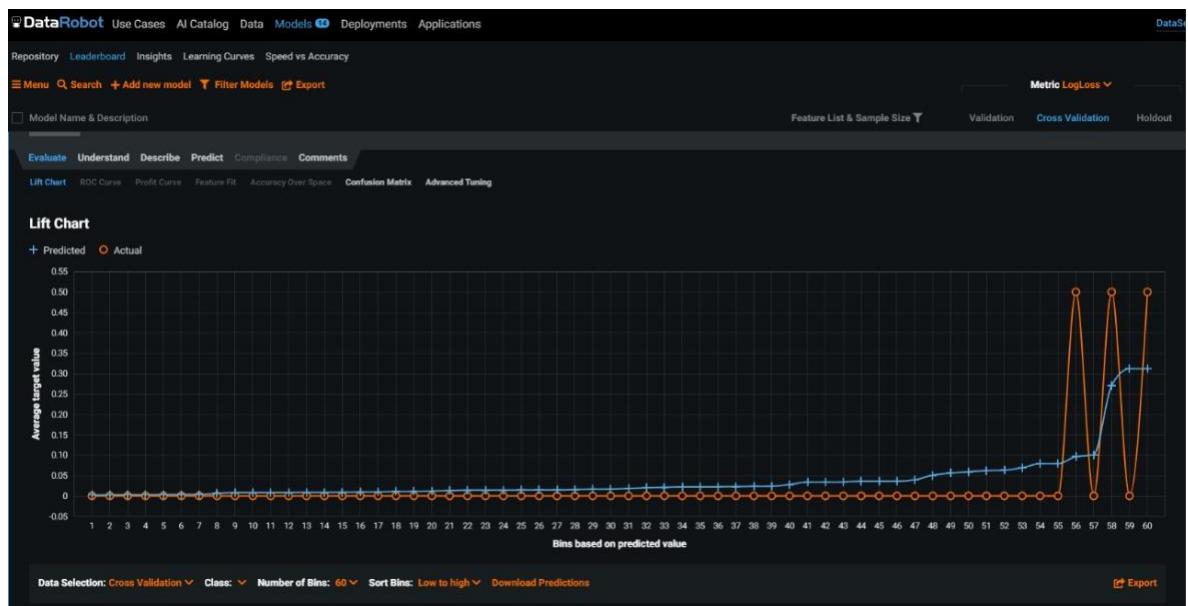 DataRobot Use Cases AI Catalog Data Models 14 Deployments Applications DataSe
Repository Leaderboard Insights Learning Curves Speed vs Accuracy
Menu Search + Add new model Filter Models Export Metric LogLoss
Model Name & Description Feature List & Sample Size Validation Cross Validation Holdout
Evaluate Understand Describe Predict Compliance Comments
Lift Chart ROC Curve Profit Curve Feature Fit Accuracy Over Space Confusion Matrix Advanced Tuning
Lift Chart
+ Predicted Actual
0.55
0.50
0.45
0.40
0.35
0.30
0.25
0.20
0.15
0.10
0.05
0
-0.05
Average target value
1 2 3 4 5 6 7 8 9 10 11 12 13 14 15 16 17 18 19 20 21 22 23 24 25 26 27 28 29 30 31 32 33 34 35 36 37 38 39 40 41 42 43 44 45 46 47 48 49 50 51 52 53 54 55 56 57 58 59 60
Bins based on predicted value
Data Selection: Cross Validation Class: Number of Bins: 60 Sort Bins: Low to high Download Predictions Export